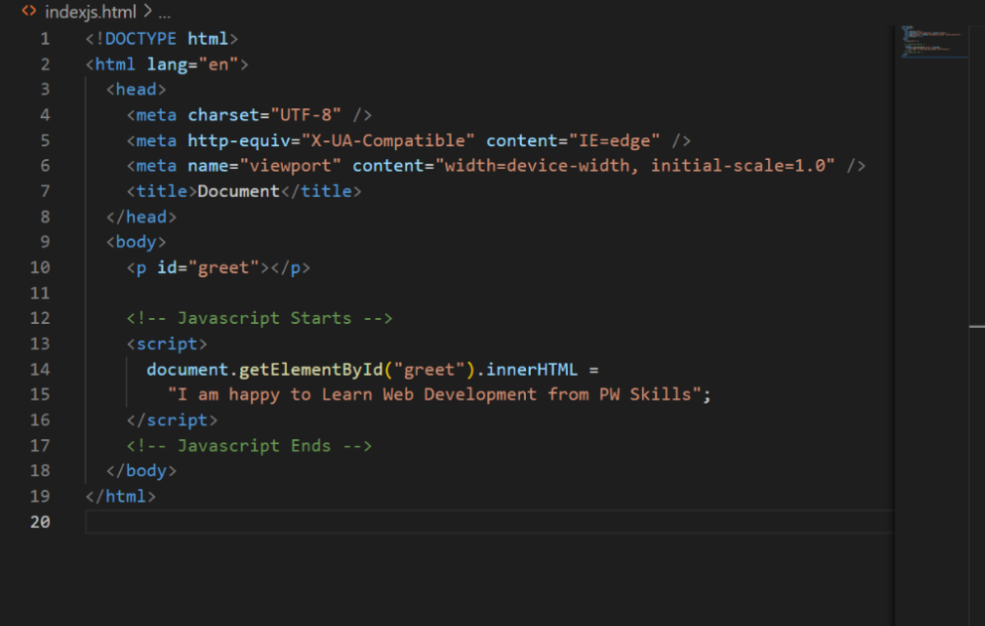 indexjs.html > ...
1 <!DOCTYPE html>
2 <html lang="en">
3 <head>
4 <meta charset="UTF-8" />
5 <meta http-equiv="X-UA-Compatible" content="IE=edge" />
6 <meta name="viewport" content="width=device-width, initial-scale=1.0" />
7 <title>Document</title>
8 </head>
9 <body>
10 <p id="greet"></p>
11
12 <!-- Javascript Starts -->
13 <script>
14 document.getElementById("greet").innerHTML =
15 "I am happy to Learn Web Development from PW Skills";
16 </script>
17 <!-- Javascript Ends -->
18 </body>
19 </html>
20